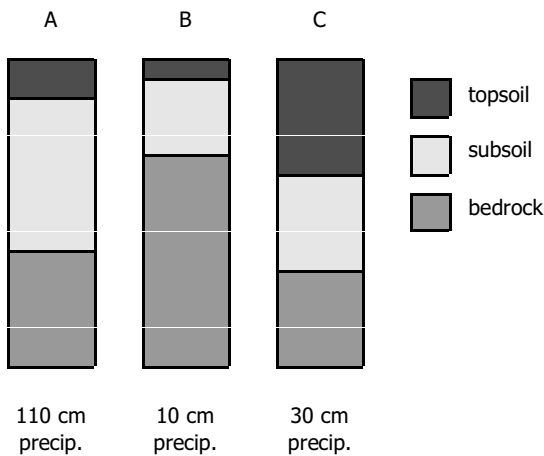 A B C
topsoil
subsoil
bedrock
110 cm 10 cm 30 cm
precip. precip. precip.